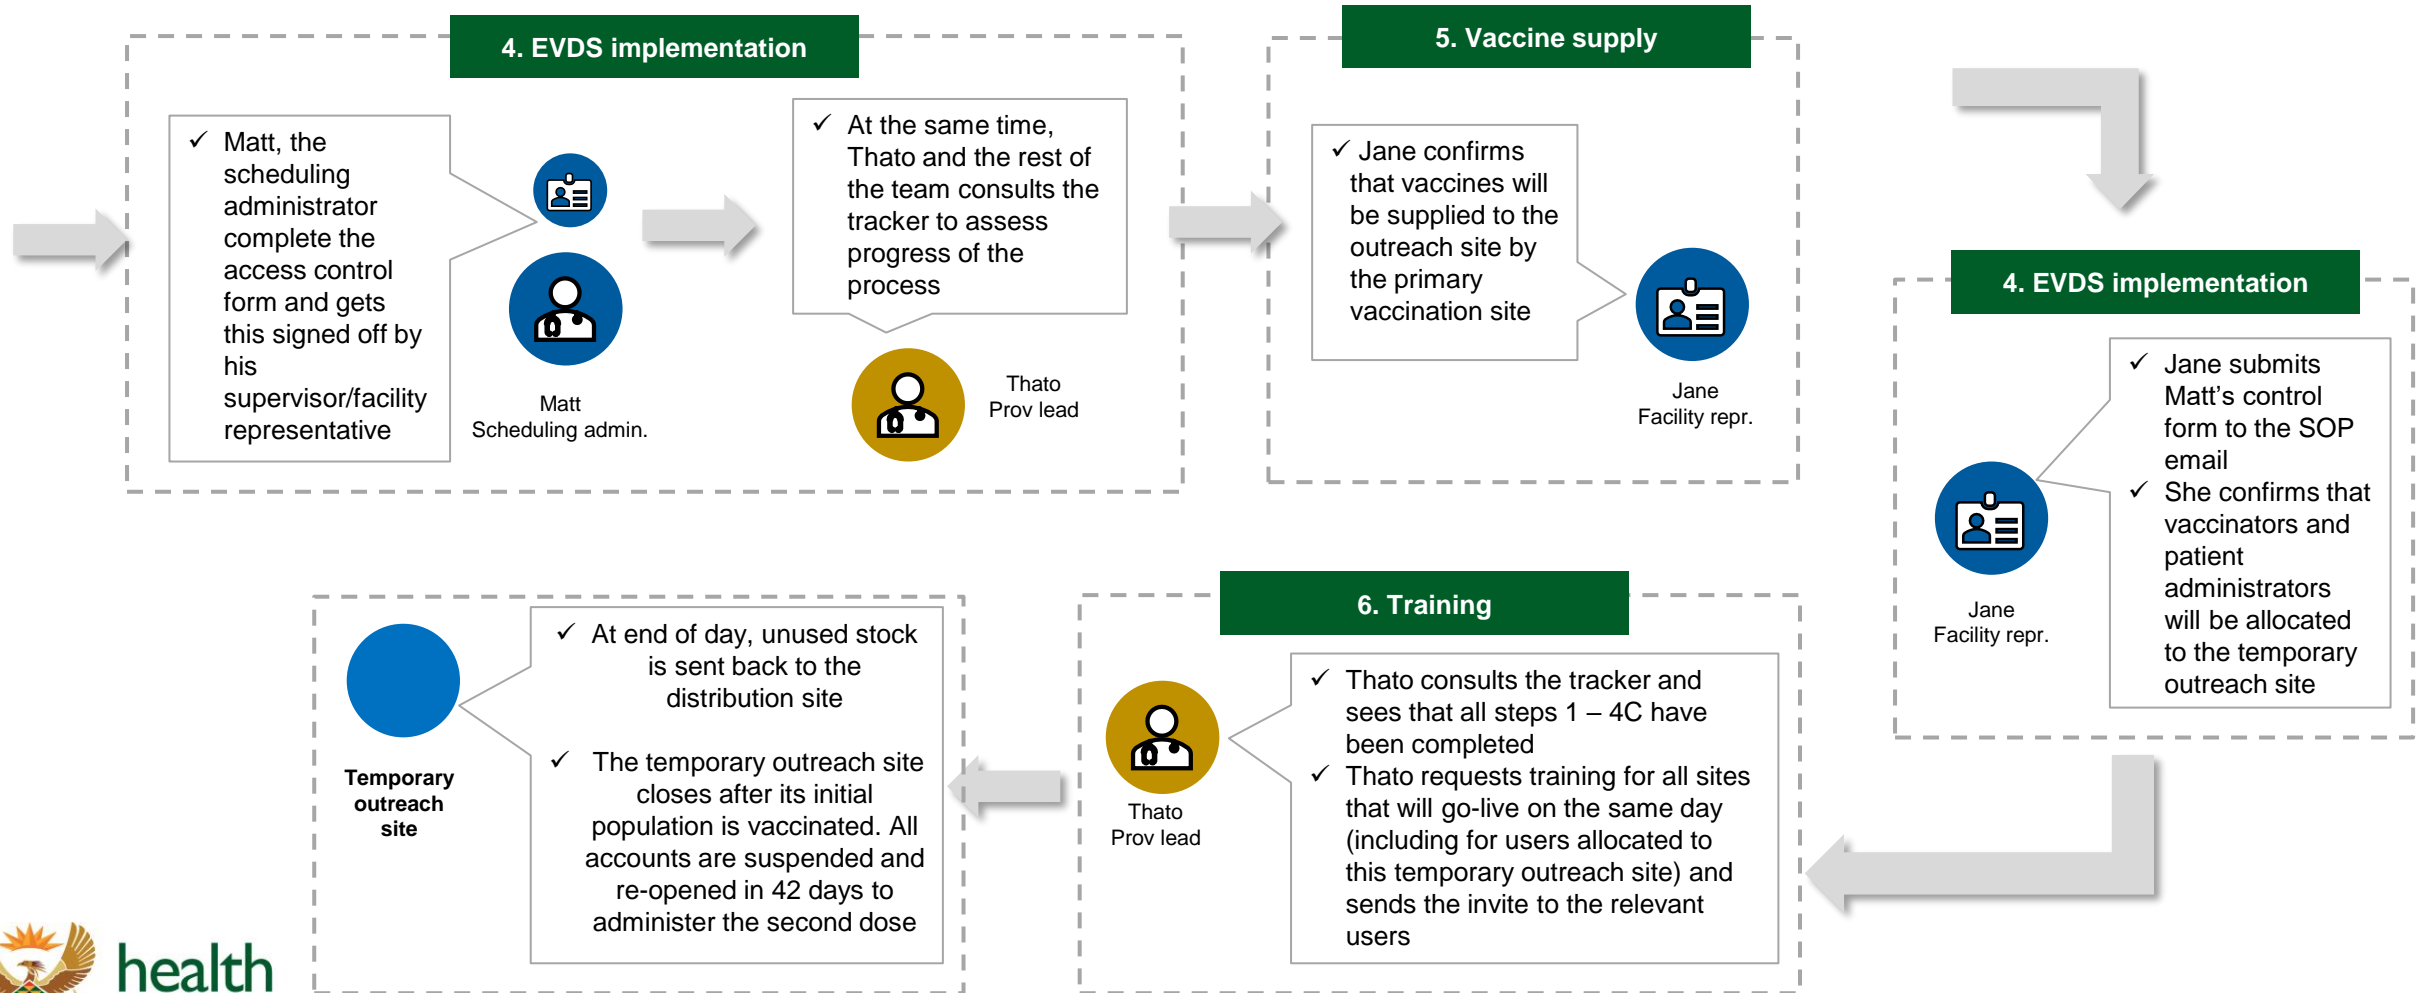 4. EVDS implementation
✓ Matt, the
scheduling
administrator
complete the
access control
form and gets
this signed off by
his
supervisor/facility
representative
Matt
Scheduling admin.
✓ At the same time,
Thato and the rest of
the team consults the
tracker to assess
progress of the
process
Thato
Prov lead
5. Vaccine supply
✓ Jane confirms
that vaccines will
be supplied to the
outreach site by
the primary
vaccination site
Jane
Facility repr.
4. EVDS implementation
✓ Jane submits
Matt’s control
form to the SOP
email
✓ She confirms that
vaccinators and
patient
administrators
will be allocated
to the temporary
outreach site
Jane
Facility repr.
6. Training
✓ Thato consults the tracker and
sees that all steps 1 – 4C have
been completed
✓ Thato requests training for all sites
that will go-live on the same day
(including for users allocated to
this temporary outreach site) and
sends the invite to the relevant
users
Thato
Prov lead
✓ At end of day, unused stock
is sent back to the
distribution site
✓ The temporary outreach site
closes after its initial
population is vaccinated. All
accounts are suspended and
re-opened in 42 days to
administer the second dose
Temporary
outreach
site
health